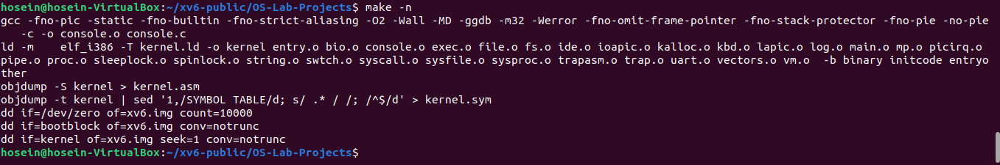 hosein@hosein-VirtualBox:~/xv6-public/OS-Lab-Projects$ make -n
gcc -fno-pic -static -fno-builtin -fno-strict-aliasing -O2 -Wall -MD -ggdb -m32 -Werror -fno-omit-frame-pointer -fno-stack-protector -fno-pie -no-pie
   -c -o console.o console.c
ld -m    elf_i386 -T kernel.ld -o kernel entry.o bio.o console.o exec.o file.o fs.o ide.o ioapic.o kalloc.o kbd.o lapic.o log.o main.o mp.o picirq.o
pipe.o proc.o sleeplock.o spinlock.o string.o swtch.o syscall.o sysfile.o sysproc.o trapasm.o trap.o uart.o vectors.o vm.o  -b binary initcode entryo
ther
objdump -S kernel > kernel.asm
objdump -t kernel | sed '1,/SYMBOL TABLE/d; s/ .* / /; /^$/d' > kernel.sym
dd if=/dev/zero of=xv6.img count=10000
dd if=bootblock of=xv6.img conv=notrunc
dd if=kernel of=xv6.img seek=1 conv=notrunc
hosein@hosein-VirtualBox:~/xv6-public/OS-Lab-Projects$